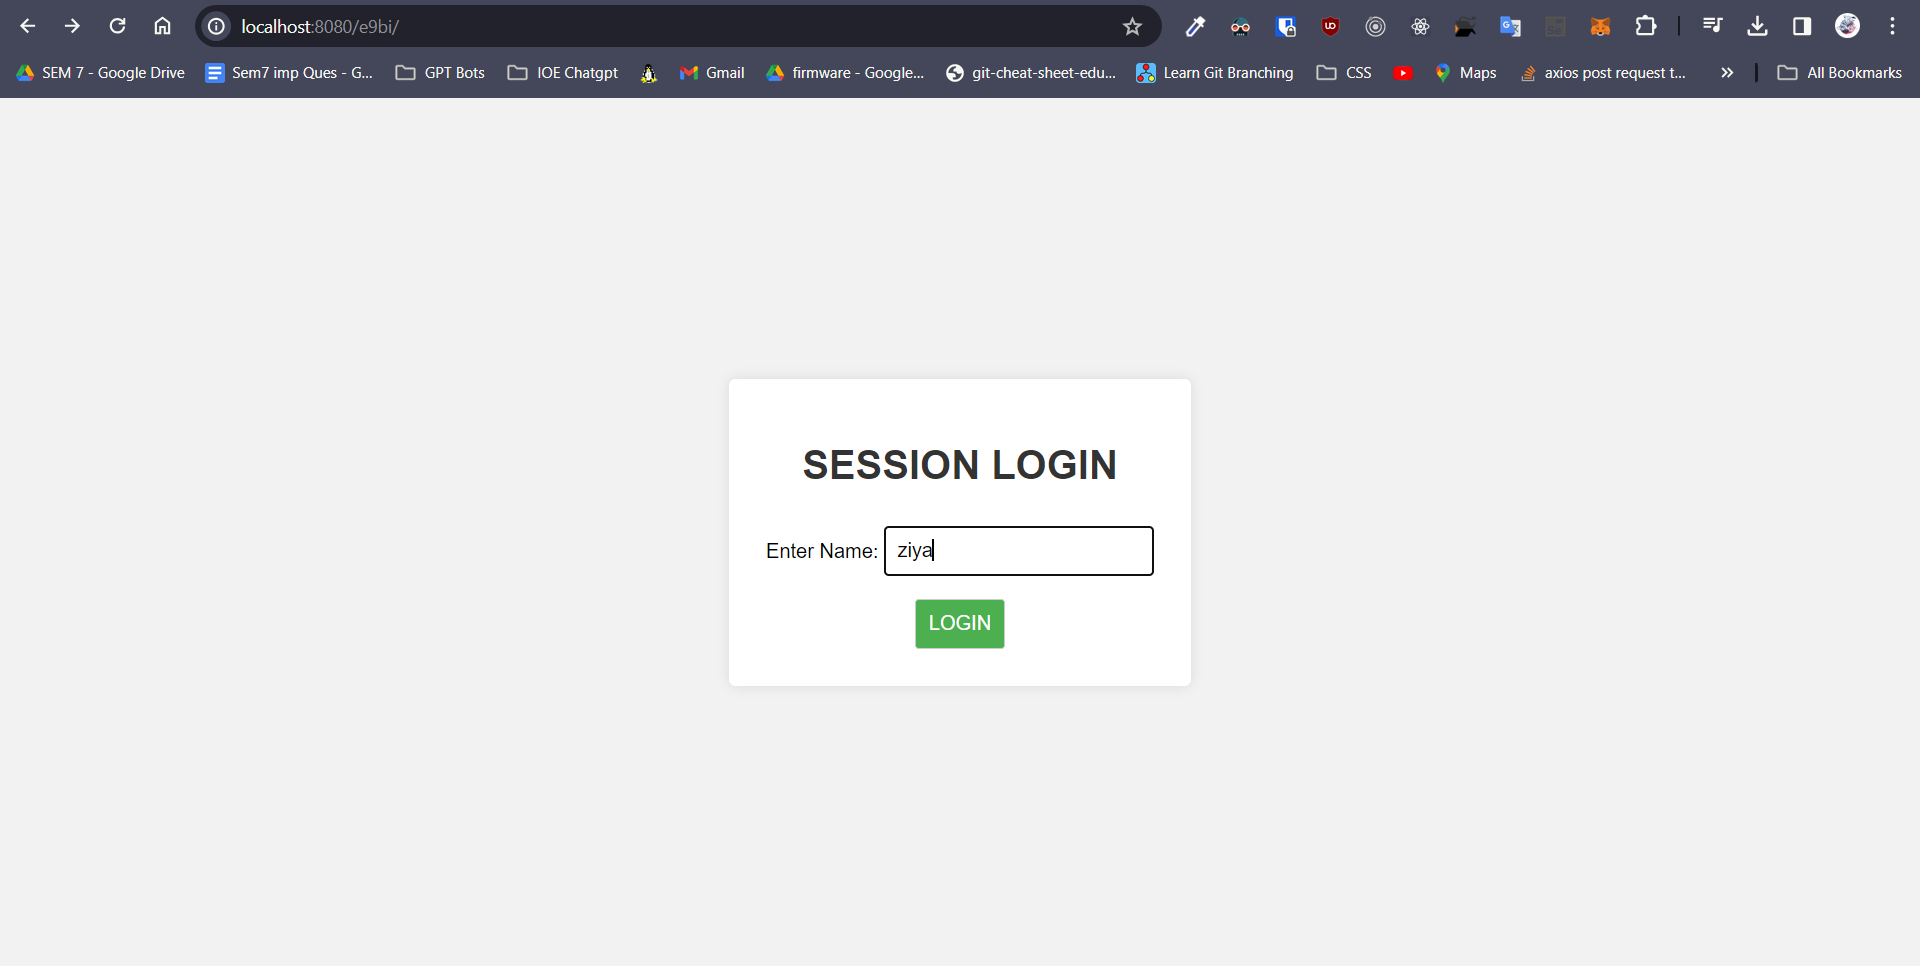 localhost:8080/e9bi/
SEM 7 - Google Drive Sem7 imp Ques - G... GPT Bots IOE Chatgpt Gmail firmware - Google... git-cheat-sheet-edu... Learn Git Branching CSS Maps axios post request t... » All Bookmarks
SESSION LOGIN
Enter Name: ziya
LOGIN